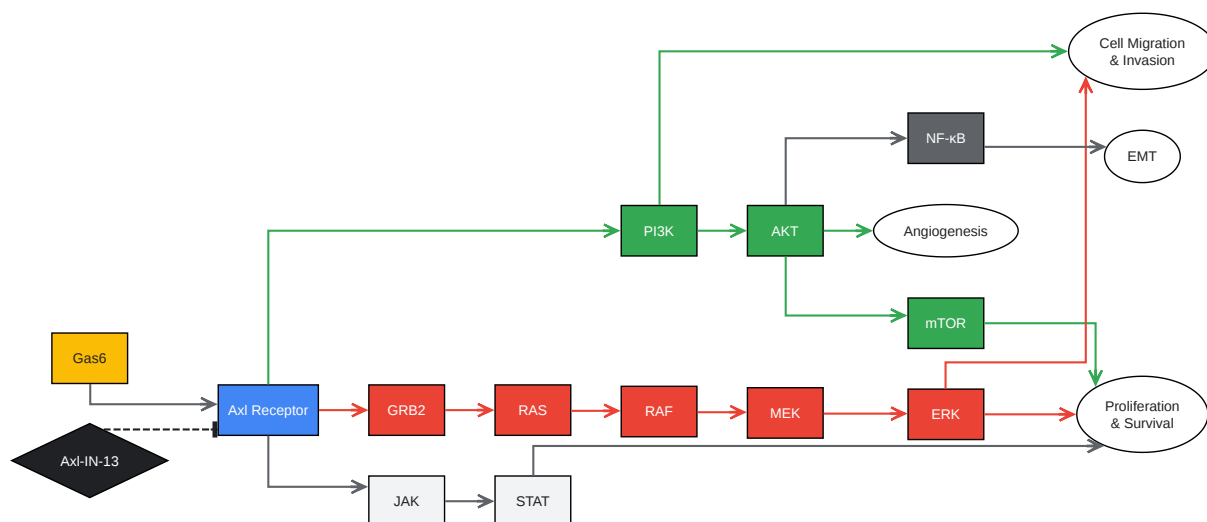 Cell Migration
& Invasion
NF-κB
EMT
PI3K
AKT
Angiogenesis
mTOR
Gas6
Axl Receptor
GRB2
RAS
RAF
MEK
ERK
Proliferation
& Survival
Axl-IN-13
JAK
STAT